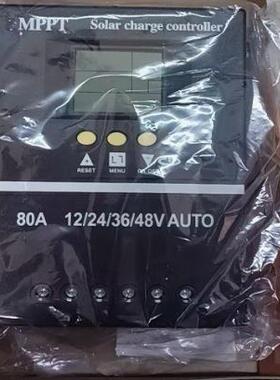 MPPT Solar charge controller
RESET MENU
80A 12/24/36/48V AUTO